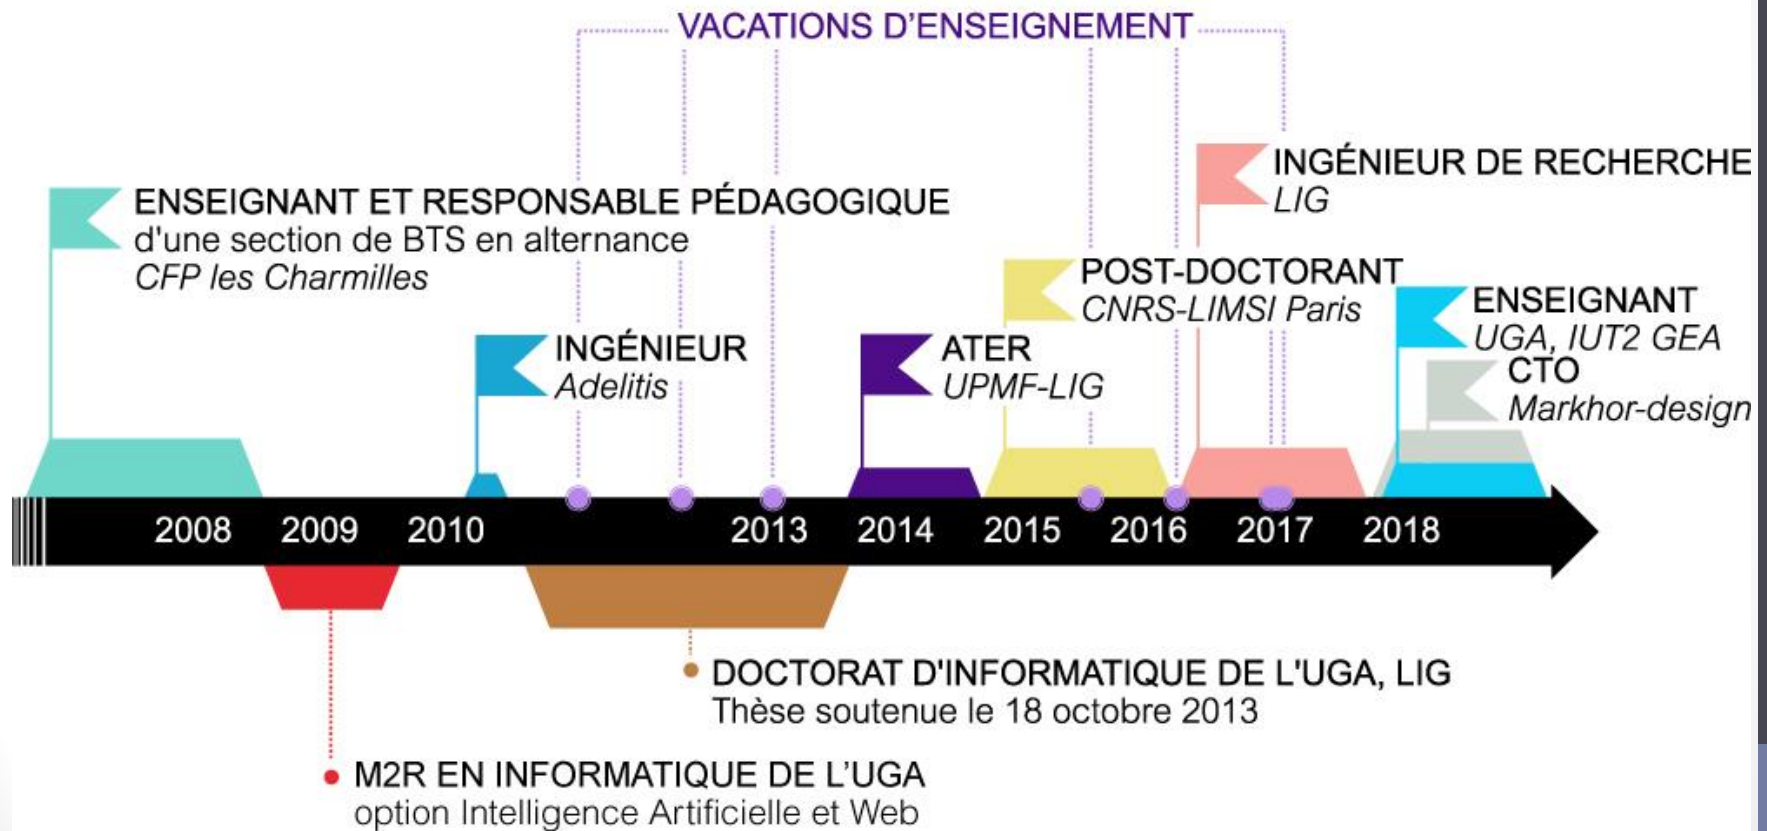 VACATIONS D'ENSEIGNEMENT
INGÉNIEUR DE RECHERCHE
LIG
ENSEIGNANT ET RESPONSABLE PÉDAGOGIQUE
d'une section de BTS en alternance
CFP les Charmilles
POST-DOCTORANT
CNRS-LIMSI Paris
ENSEIGNANT
UGA, IUT2 GEA
INGÉNIEUR
Adelitis
ATER
UPMF-LIG
CTO
Markhor-design
2008 2009 2010 2013 2014 2015 2016 2017 2018
DOCTORAT D'INFORMATIQUE DE L'UGA, LIG
Thèse soutenue le 18 octobre 2013
M2R EN INFORMATIQUE DE L’UGA
option Intelligence Artificielle et Web